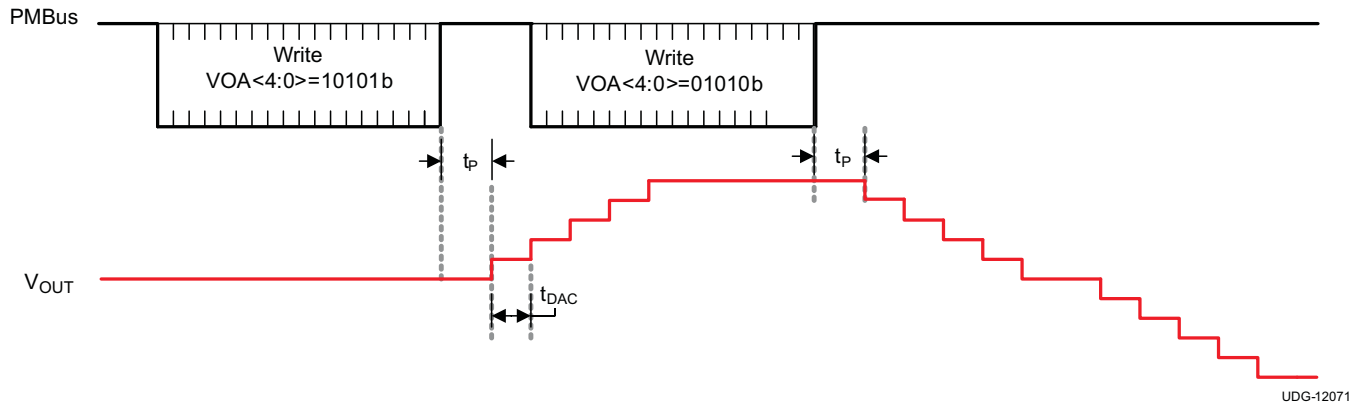 PMBus
Write
VOA<4:0>=10101b
Write
VOA<4:0>=01010b
tP
tP
VOUT
tDAC
UDG-12071